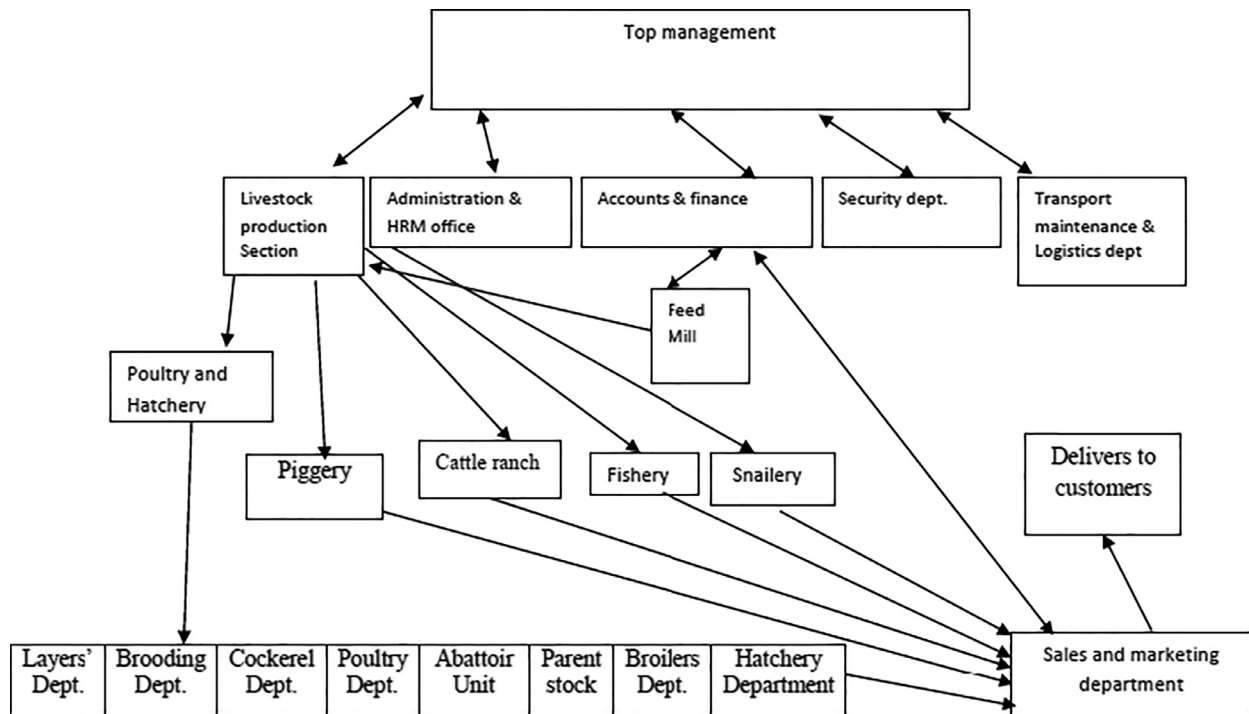 Top management
Livestock
production
Section
Administration &
HRM office
Accounts & finance
Security dept.
Transport
maintenance &
Logistics dept
Feed
Mill
Poultry and
Hatchery
Piggery
Cattle ranch
Fishery
Snailery
Delivers to
customers
Layers'
Dept.
Brooding
Dept.
Cockerel
Dept.
Poultry
Dept.
Abattoir
Unit
Parent
stock
Broilers
Dept.
Hatchery
Department
Sales and marketing
department